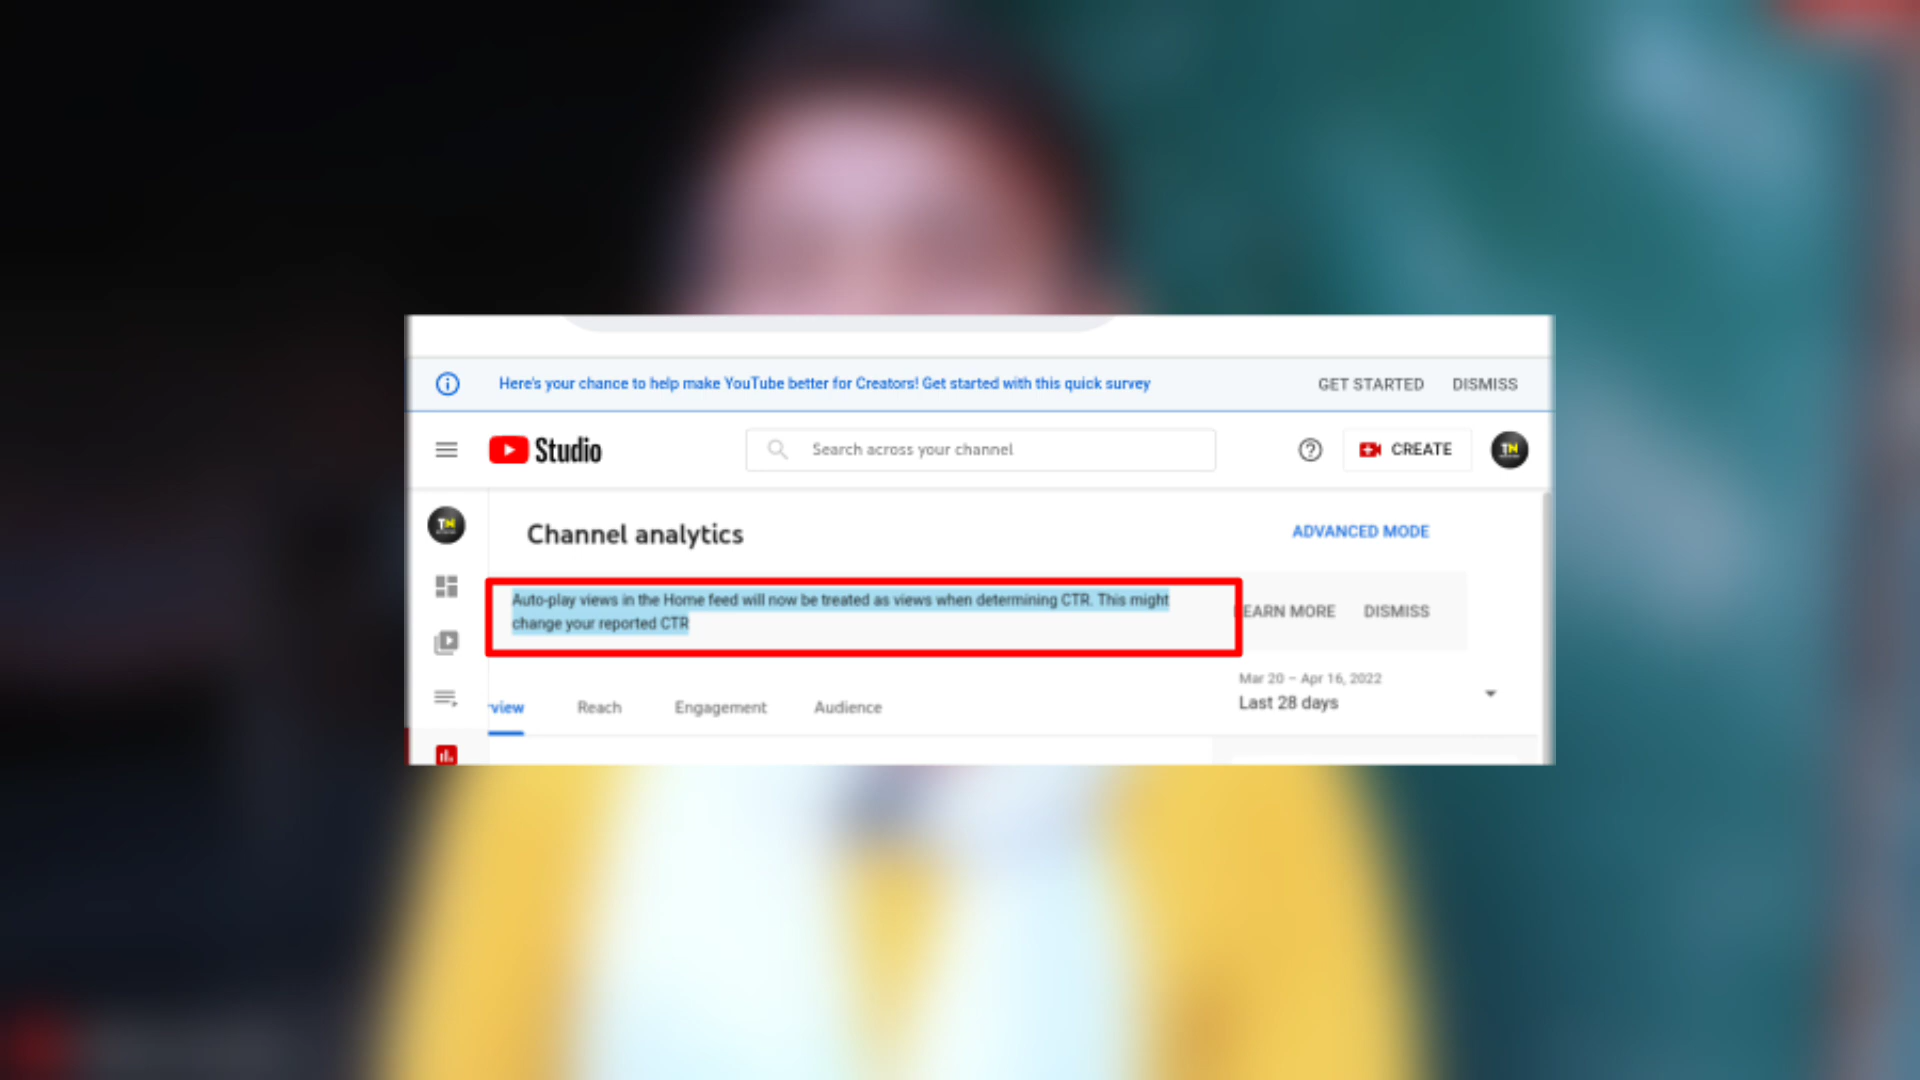 Here's your chance to help make YouTube better for Creators! Get started with this quick survey
GET STARTED
DISMISS
Studio
Search across your channel
CREATE
TN
TN
Channel analytics
ADVANCED MODE
Auto-play views in the Home feed will now be treated as views when determining CTR. This might
change your reported CTR
EARN MORE
DISMISS
Mar 20 – Apr 16, 2022
Last 28 days
view
Reach
Engagement
Audience